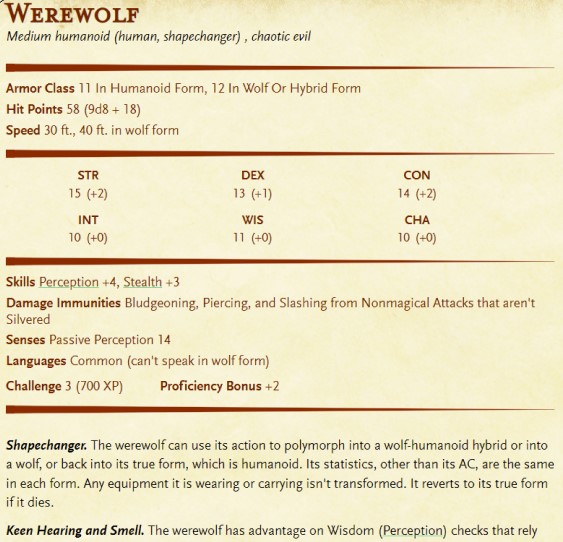 Werewolf
Medium humanoid (human, shapechanger) , chaotic evil
Armor Class 11 In Humanoid Form, 12 In Wolf Or Hybrid Form
Hit Points 58 (9d8 + 18)
Speed 30 ft., 40 ft. in wolf form
STR DEX CON
15 (+2) 13 (+1) 14 (+2)
INT WIS CHA
10 (+0) 11 (+0) 10 (+0)
Skills Perception +4, Stealth +3
Damage Immunities Bludgeoning, Piercing, and Slashing from Nonmagical Attacks that aren't
Silvered
Senses Passive Perception 14
Languages Common (can't speak in wolf form)
Challenge 3 (700 XP) Proficiency Bonus +2
Shapechanger. The werewolf can use its action to polymorph into a wolf-humanoid hybrid or into
a wolf, or back into its true form, which is humanoid. Its statistics, other than its AC, are the same
in each form. Any equipment it is wearing or carrying isn't transformed. It reverts to its true form
if it dies.
Keen Hearing and Smell. The werewolf has advantage on Wisdom (Perception) checks that rely